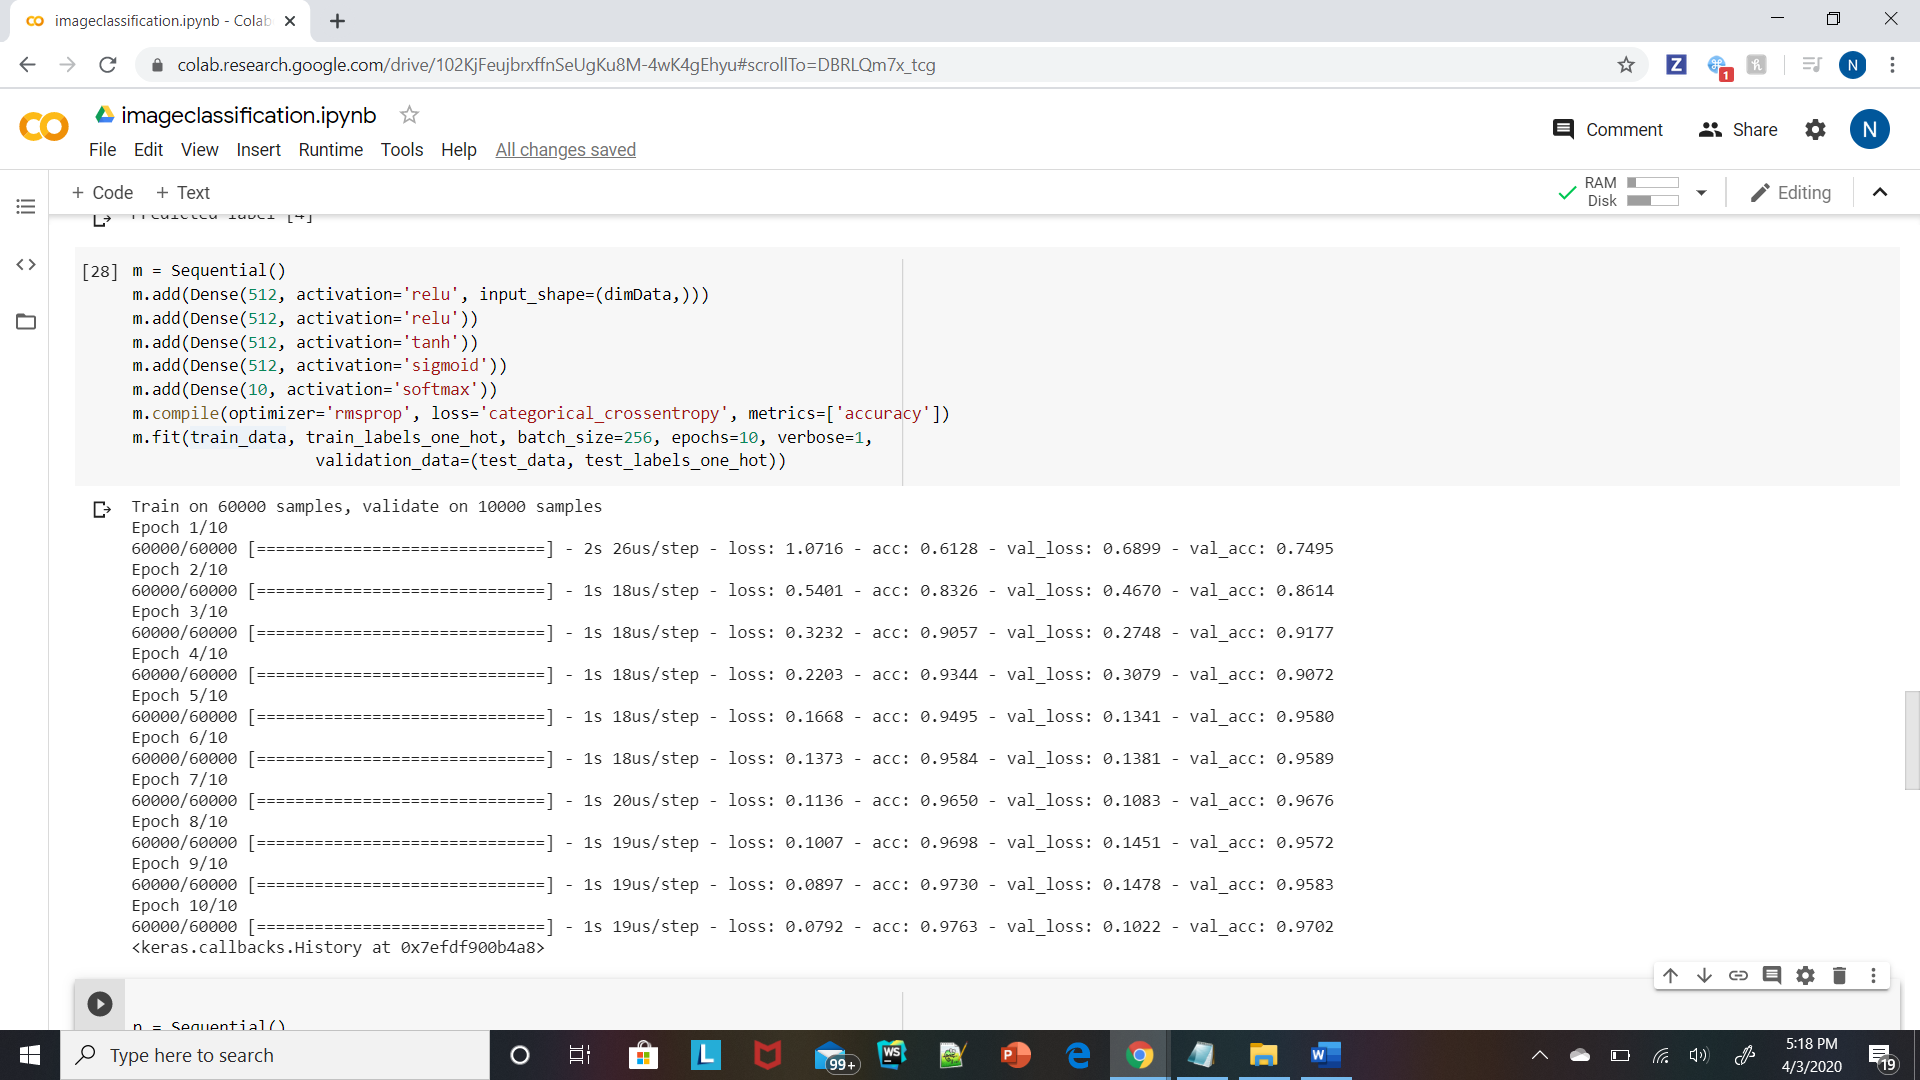 imageclassification.ipynb - Colab
colab.research.google.com/drive/102KjFeujbrxffnSeUgKu8M-4wK4gEhyu#scrollTo=DBRLQm7x_tcg
Z
1
h
N
CO
imageclassification.ipynb
Comment
Share
N
File Edit View Insert Runtime Tools Help All changes saved
+ Code + Text
RAM
Disk
Editing
Predicted label [4]
[28] m = Sequential()
m.add(Dense(512, activation='relu', input_shape=(dimData,)))
m.add(Dense(512, activation='relu'))
m.add(Dense(512, activation='tanh'))
m.add(Dense(512, activation='sigmoid'))
m.add(Dense(10, activation='softmax'))
m.compile(optimizer='rmsprop', loss='categorical_crossentropy', metrics=['accuracy'])
m.fit(train_data, train_labels_one_hot, batch_size=256, epochs=10, verbose=1,
validation_data=(test_data, test_labels_one_hot))
Train on 60000 samples, validate on 10000 samples
Epoch 1/10
60000/60000 [==============================] - 2s 26us/step - loss: 1.0716 - acc: 0.6128 - val_loss: 0.6899 - val_acc: 0.7495
Epoch 2/10
60000/60000 [==============================] - 1s 18us/step - loss: 0.5401 - acc: 0.8326 - val_loss: 0.4670 - val_acc: 0.8614
Epoch 3/10
60000/60000 [==============================] - 1s 18us/step - loss: 0.3232 - acc: 0.9057 - val_loss: 0.2748 - val_acc: 0.9177
Epoch 4/10
60000/60000 [==============================] - 1s 18us/step - loss: 0.2203 - acc: 0.9344 - val_loss: 0.3079 - val_acc: 0.9072
Epoch 5/10
60000/60000 [==============================] - 1s 18us/step - loss: 0.1668 - acc: 0.9495 - val_loss: 0.1341 - val_acc: 0.9580
Epoch 6/10
60000/60000 [==============================] - 1s 18us/step - loss: 0.1373 - acc: 0.9584 - val_loss: 0.1381 - val_acc: 0.9589
Epoch 7/10
60000/60000 [==============================] - 1s 20us/step - loss: 0.1136 - acc: 0.9650 - val_loss: 0.1083 - val_acc: 0.9676
Epoch 8/10
60000/60000 [==============================] - 1s 19us/step - loss: 0.1007 - acc: 0.9698 - val_loss: 0.1451 - val_acc: 0.9572
Epoch 9/10
60000/60000 [==============================] - 1s 19us/step - loss: 0.0897 - acc: 0.9730 - val_loss: 0.1478 - val_acc: 0.9583
Epoch 10/10
60000/60000 [==============================] - 1s 19us/step - loss: 0.0792 - acc: 0.9763 - val_loss: 0.1022 - val_acc: 0.9702
<keras.callbacks.History at 0x7efdf900b4a8>
n = Sequential()
Type here to search
L
99+
WS
P
W
5:18 PM
4/3/2020
19